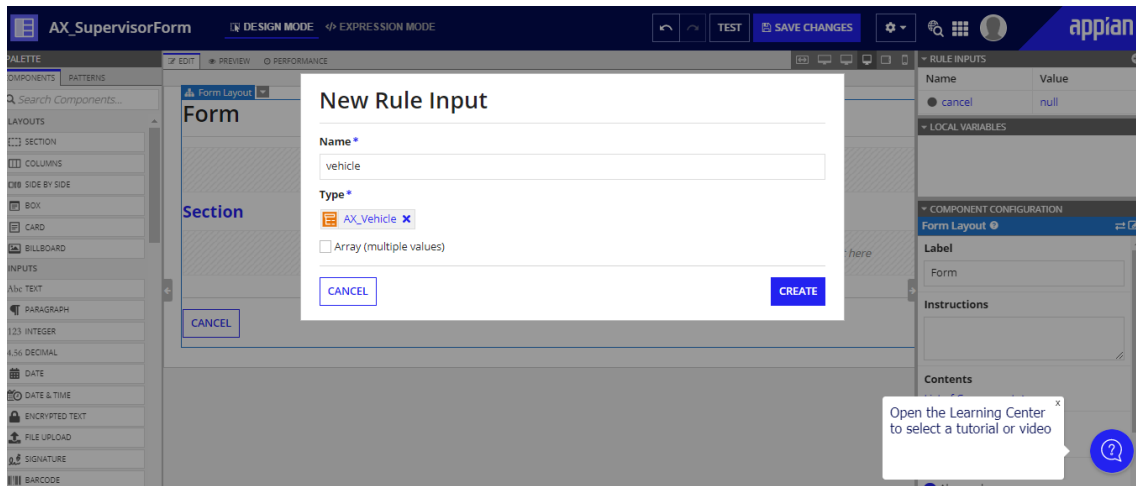 AX_SupervisorForm
DESIGN MODE
</> EXPRESSION MODE
TEST
SAVE CHANGES
appian
PALETTE
COMPONENTS
PATTERNS
Search Components...
LAYOUTS
SECTION
COLUMNS
SIDE BY SIDE
BOX
CARD
BILLBOARD
INPUTS
Abc TEXT
PARAGRAPH
123 INTEGER
4.56 DECIMAL
DATE
DATE & TIME
ENCRYPTED TEXT
FILE UPLOAD
SIGNATURE
BARCODE
EDIT
PREVIEW
PERFORMANCE
Form Layout
Form
Section
here
CANCEL
New Rule Input
Name*
vehicle
Type*
AX_Vehicle
Array (multiple values)
CANCEL
CREATE
RULE INPUTS
Name Value
cancel null
LOCAL VARIABLES
COMPONENT CONFIGURATION
Form Layout
Label
Form
Instructions
Contents
Open the Learning Center
to select a tutorial or video
x